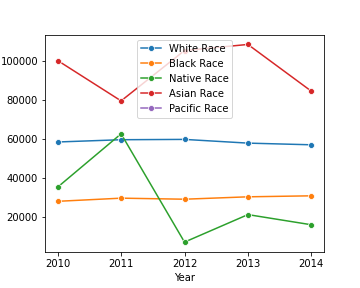 White Race
Black Race
Native Race
Asian Race
Pacific Race
100000
80000
60000
40000
20000
2010 2011 2012 2013 2014
Year